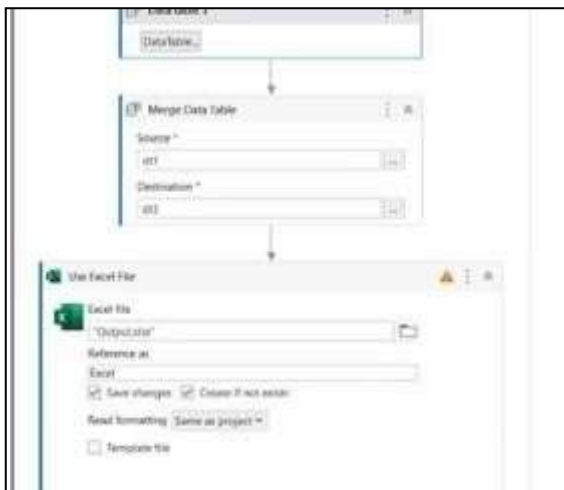 Data Table 1
DataTable...
Merge Data Table
Source *
dt1
Destination *
Use Excel File
Excel file
"Output.xlsx"
Reference as
Excel
Save changes Create if not exists
Read formatting Same as project
Template file